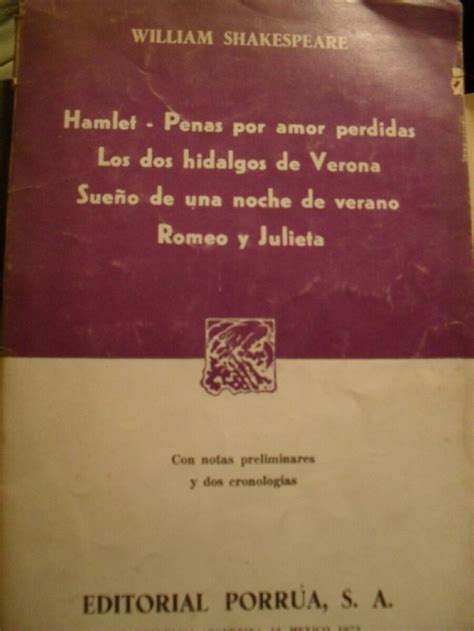 WILLIAM SHAKESPEARE
Hamlet - Penas por amor perdidas
Los dos hidalgos de Verona
Sueño de una noche de verano
Romeo y Julieta
Con notas preliminares
y dos cronologías
EDITORIAL PORRÚA, S. A.
MEXICO